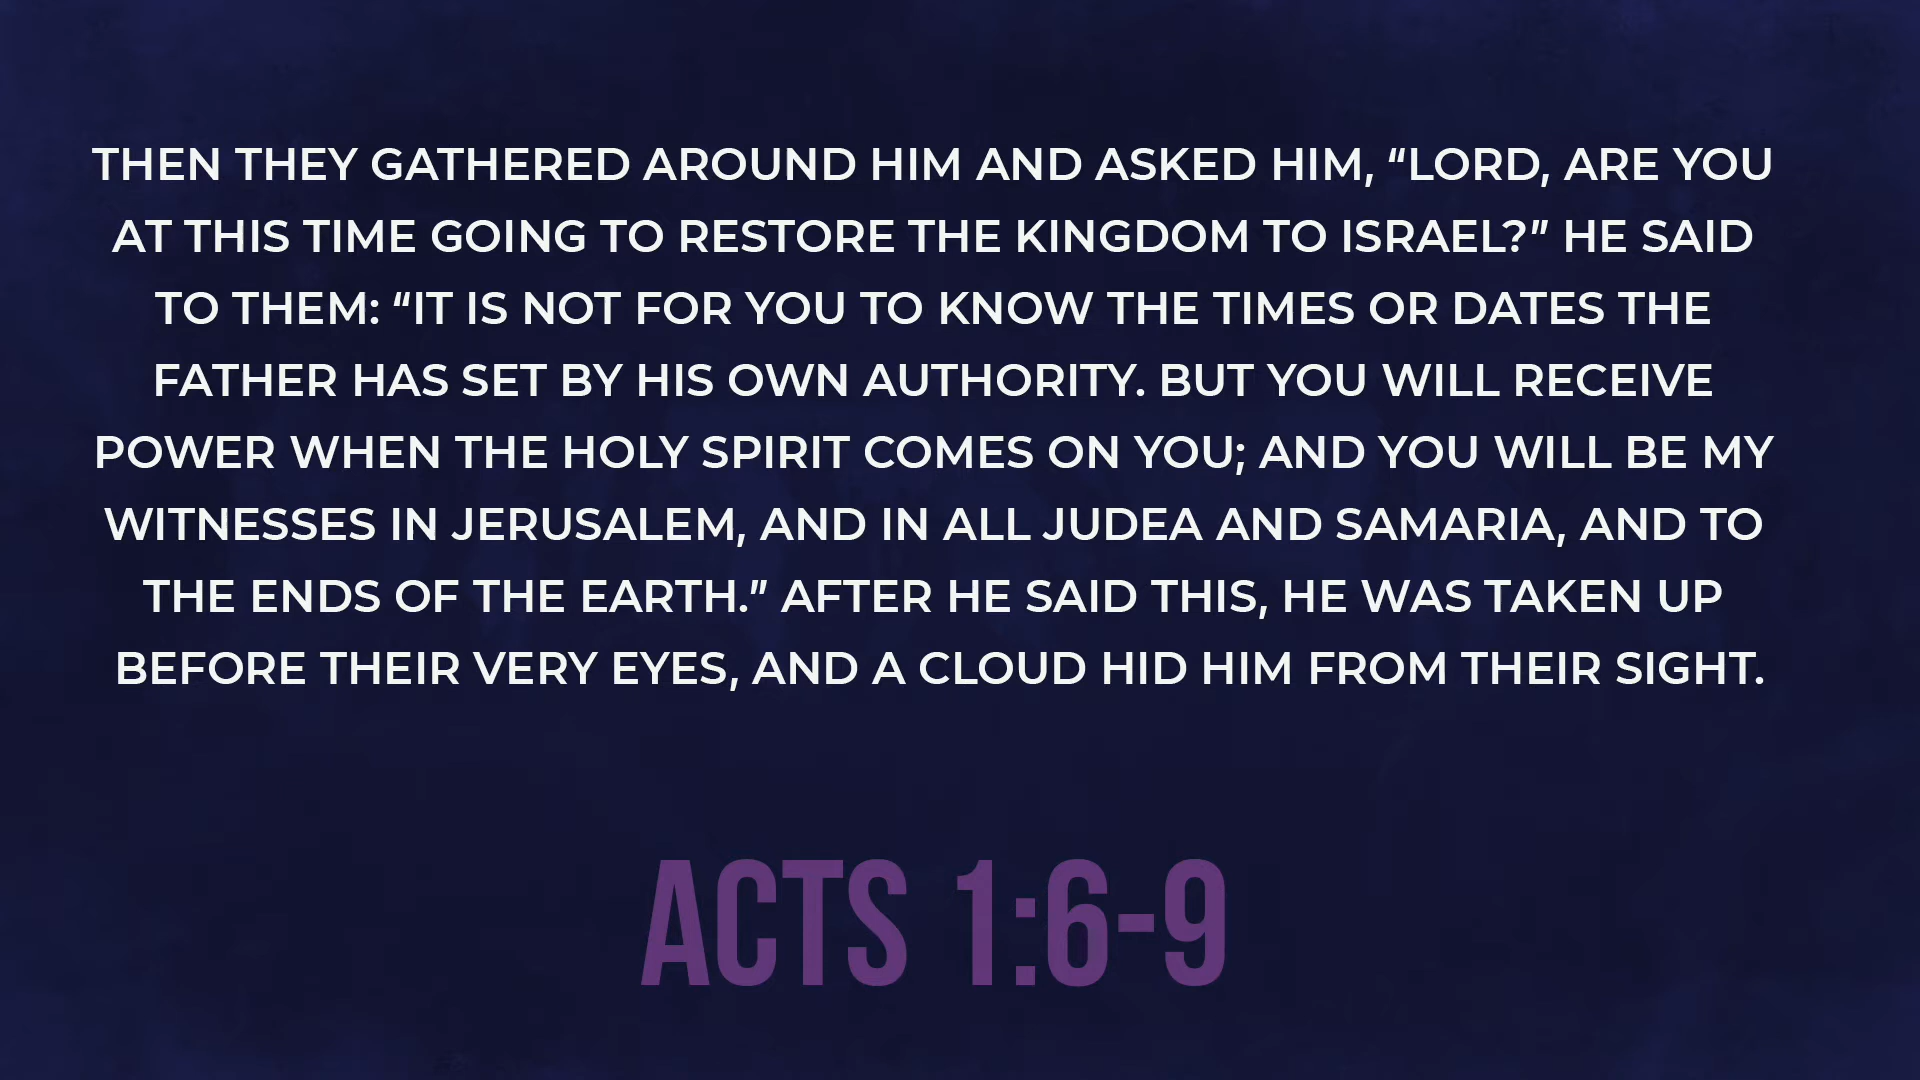 THEN THEY GATHERED AROUND HIM AND ASKED HIM, “LORD, ARE YOU
AT THIS TIME GOING TO RESTORE THE KINGDOM TO ISRAEL?” HE SAID
TO THEM: “IT IS NOT FOR YOU TO KNOW THE TIMES OR DATES THE
FATHER HAS SET BY HIS OWN AUTHORITY. BUT YOU WILL RECEIVE
POWER WHEN THE HOLY SPIRIT COMES ON YOU; AND YOU WILL BE MY
WITNESSES IN JERUSALEM, AND IN ALL JUDEA AND SAMARIA, AND TO
THE ENDS OF THE EARTH.” AFTER HE SAID THIS, HE WAS TAKEN UP
BEFORE THEIR VERY EYES, AND A CLOUD HID HIM FROM THEIR SIGHT.
ACTS 1:6-9